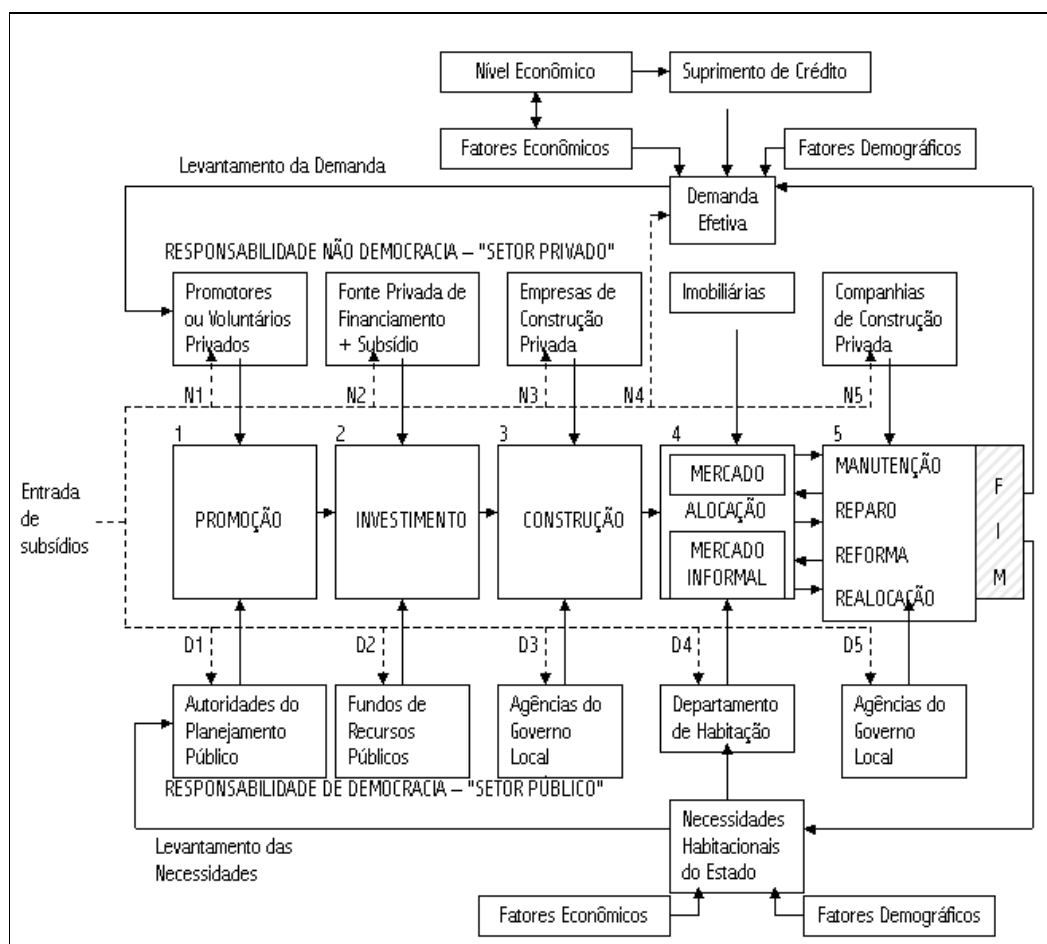 Nível Econômico
Suprimento de Crédito
Fatores Econômicos
Fatores Demográficos
Levantamento da Demanda
Demanda
Efetiva
RESPONSABILIDADE NÃO DEMOCRACIA – "SETOR PRIVADO"
Promotores
ou Voluntários
Privados
Fonte Privada de
Financiamento
+ Subsídio
Empresas de
Construção
Privada
Imobiliárias
Companhias
de Construção
Privada
N1
N2
N3
N4
N5
1
2
3
4
5
PROMOÇÃO
INVESTIMENTO
CONSTRUÇÃO
MERCADO
ALOCAÇÃO
MERCADO
INFORMAL
MANUTENÇÃO
REPARO
REFORMA
REALOCAÇÃO
F
I
M
Entrada
de
subsídios
D1
D2
D3
D4
D5
Autoridades do
Planejamento
Público
Fundos de
Recursos
Públicos
Agências do
Governo
Local
Departamento
de Habitação
Agências do
Governo
Local
RESPONSABILIDADE DE DEMOCRACIA – "SETOR PÚBLICO"
Levantamento das
Necessidades
Necessidades
Habitacionais
do Estado
Fatores Econômicos
Fatores Demográficos